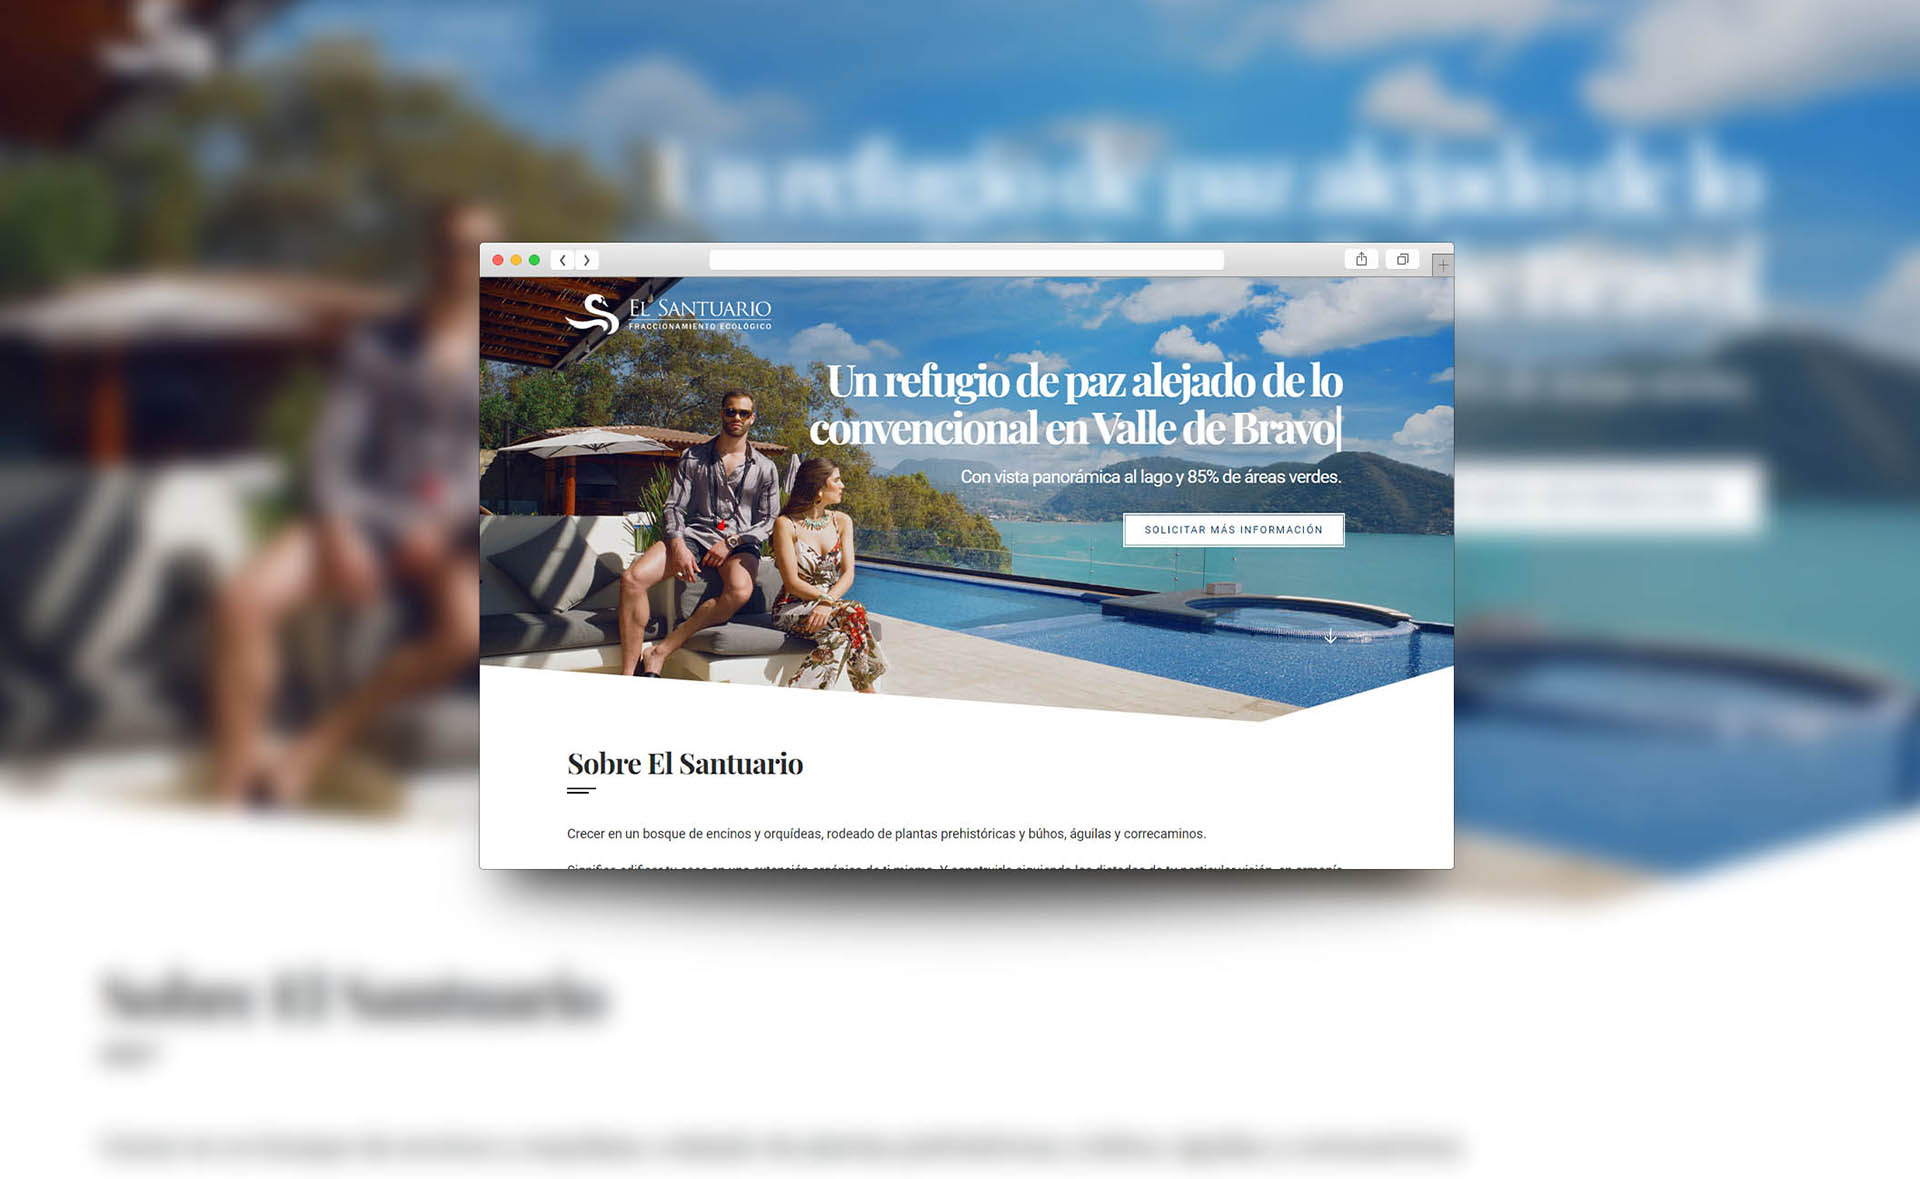 EL SANTUARIO
FRACCIONAMIENTO ECOLÓGICO
Un refugio de paz alejado de lo
convencional en Valle de Bravo|
Con vista panorámica al lago y 85% de áreas verdes.
SOLICITAR MÁS INFORMACIÓN
Sobre El Santuario
Crecer en un bosque de encinos y orquídeas, rodeado de plantas prehistóricas y búhos, águilas y correcaminos.